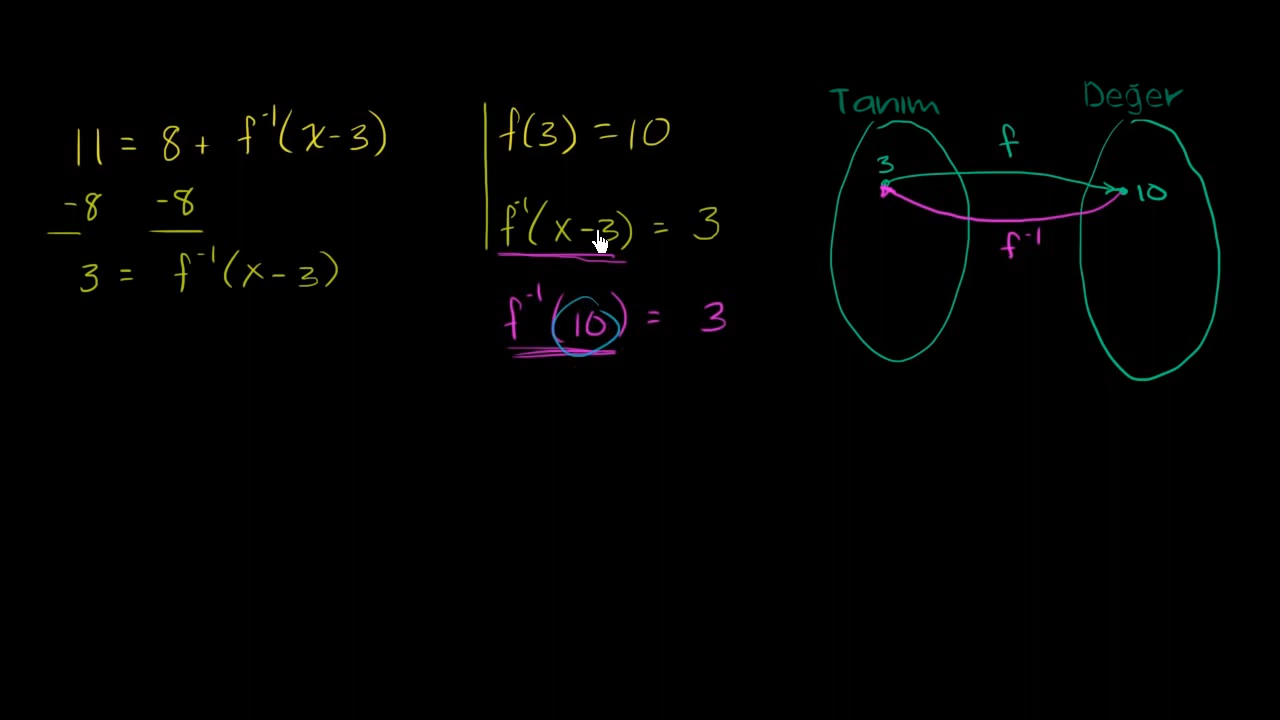 11 = 8 + f⁻¹(x-3)
-8 -8
3 = f⁻¹(x-3)
f(3) = 10
f⁻¹(x-3) = 3
f⁻¹(10) = 3
Tanım Değer
f
3
10
f⁻¹